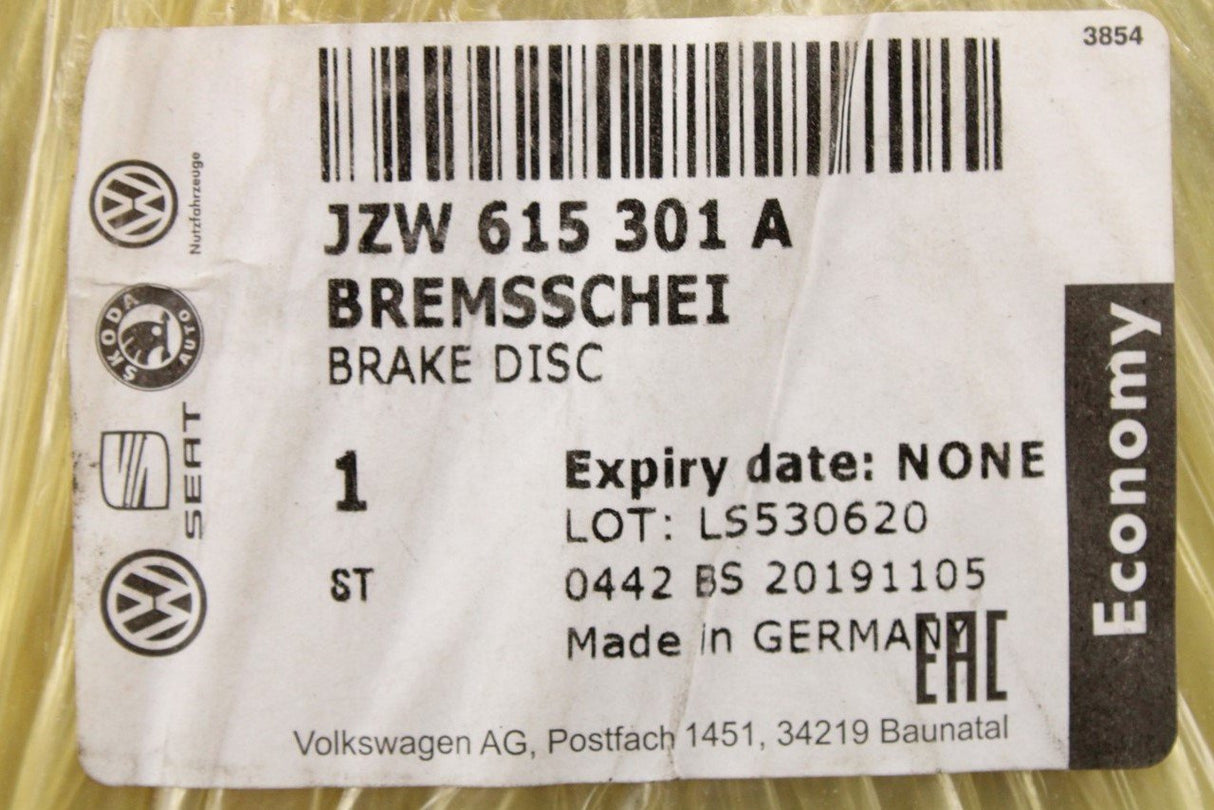 3854
JZW 615 301 A
BREMSSCHEI
BRAKE DISC
1
ST
Expiry date: NONE
LOT: LS530620
0442 BS 20191105
Made in GERMANY
EAC
Volkswagen AG, Postfach 1451, 34219 Baunatal
Economy
Nutzfahrzeuge
ŠKODA
AUTO
SEAT